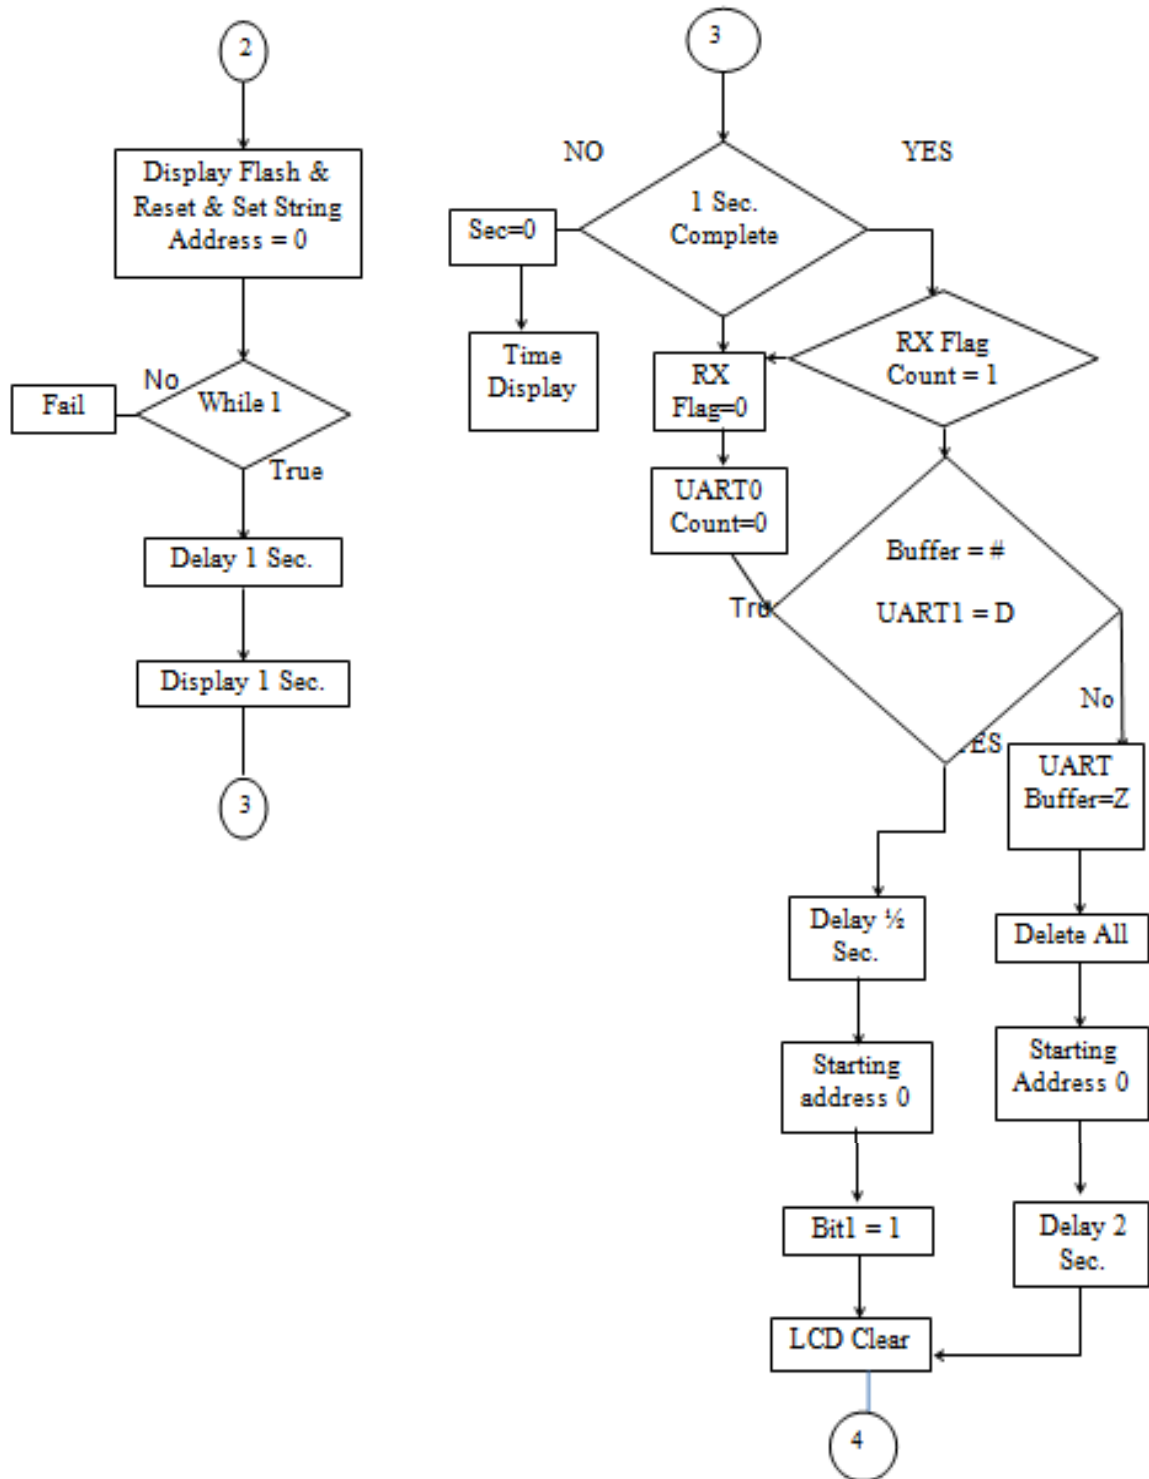 2
Display Flash &
Reset & Set String
Address = 0
No
While 1
Fail
True
Delay 1 Sec.
Display 1 Sec.
3
3
NO
YES
1 Sec.
Complete
Sec=0
Time
Display
RX Flag
Count = 1
RX
Flag=0
UART0
Count=0
Tru
Buffer = #
UART1 = D
No
YES
UART
Buffer=Z
Delay ½
Sec.
Delete All
Starting
address 0
Starting
Address 0
Bit1 = 1
Delay 2
Sec.
LCD Clear
4